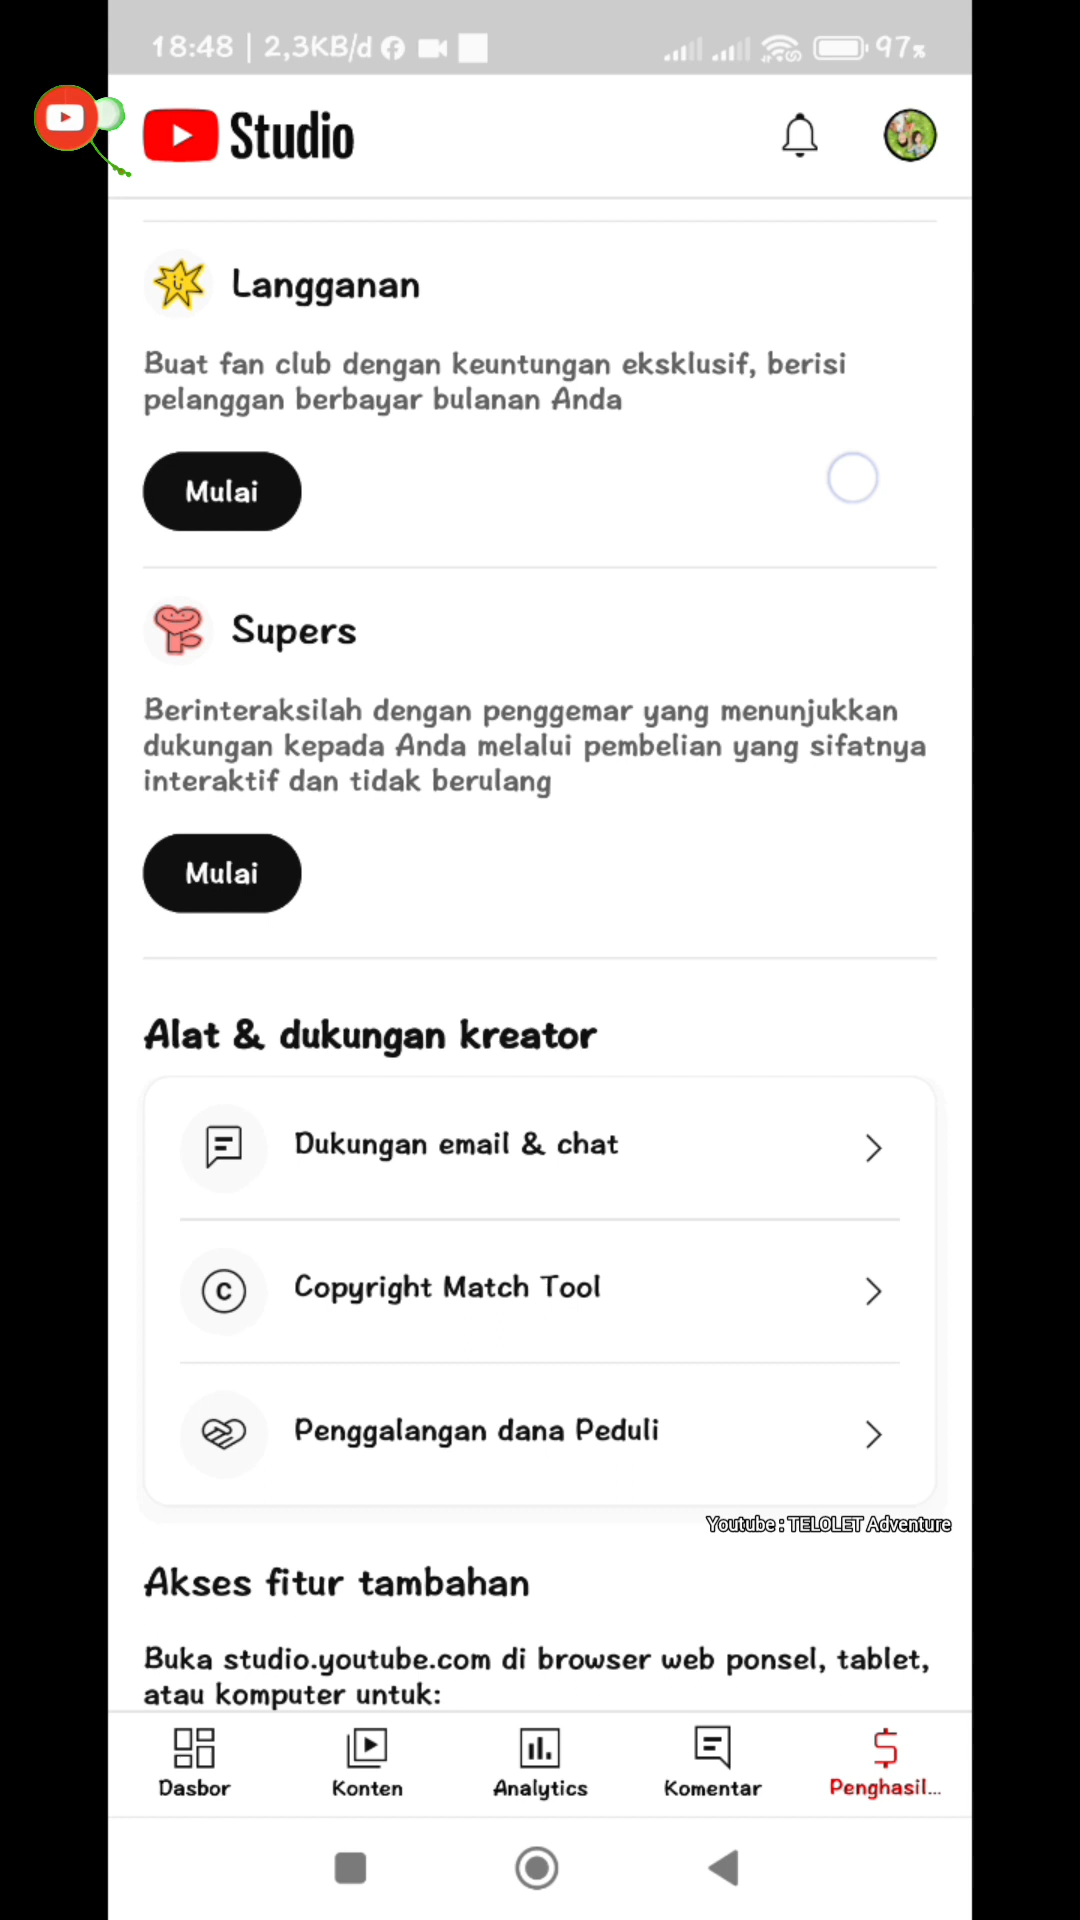 18:48 | 2,3KB/d
97%
Studio
Langganan
Buat fan club dengan keuntungan eksklusif, berisi
pelanggan berbayar bulanan Anda
Mulai
Supers
Berinteraksilah dengan penggemar yang menunjukkan
dukungan kepada Anda melalui pembelian yang sifatnya
interaktif dan tidak berulang
Mulai
Alat & dukungan kreator
Dukungan email & chat
Copyright Match Tool
Penggalangan dana Peduli
Youtube : TELOLET Adventure
Akses fitur tambahan
Buka studio.youtube.com di browser web ponsel, tablet,
atau komputer untuk:
Dasbor
Konten
Analytics
Komentar
Penghasil...